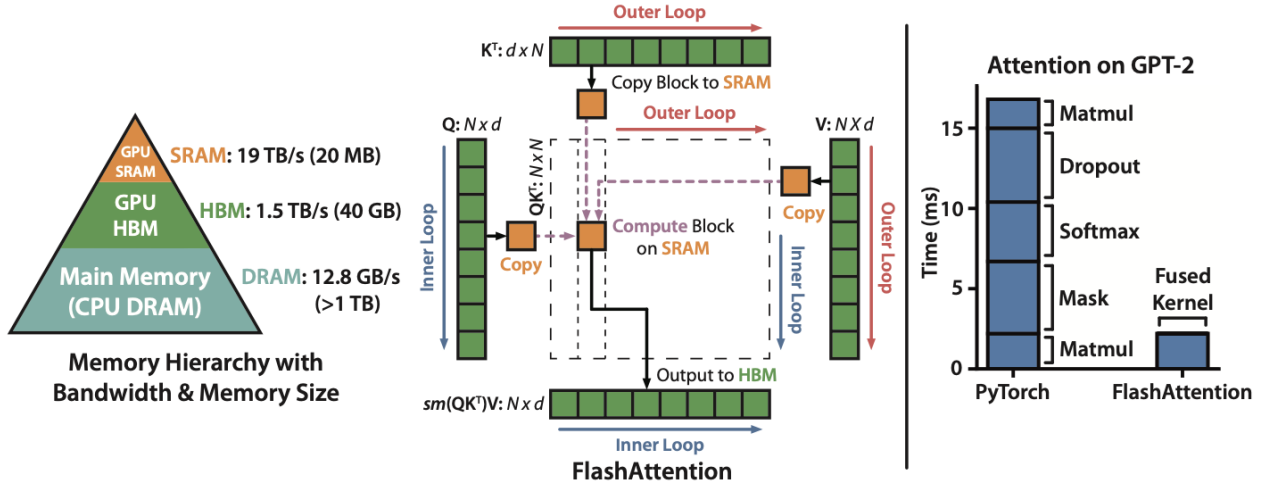 GPU
SRAM
GPU
HBM
Main Memory
(CPU DRAM)
SRAM: 19 TB/s (20 MB)
HBM: 1.5 TB/s (40 GB)
DRAM: 12.8 GB/s
(>1 TB)
Memory Hierarchy with
Bandwidth & Memory Size
Outer Loop
Kᵀ: d x N
Copy Block to SRAM
Outer Loop
Q: N x d
V: N X d
QKᵀ: N x N
Inner Loop
Copy
Compute Block
on SRAM
Copy
Inner Loop
Outer Loop
Output to HBM
sm(QKᵀ)V: N x d
Inner Loop
FlashAttention
Attention on GPT-2
Time (ms)
15
10
5
0
Matmul
Dropout
Softmax
Mask
Matmul
Fused
Kernel
PyTorch
FlashAttention